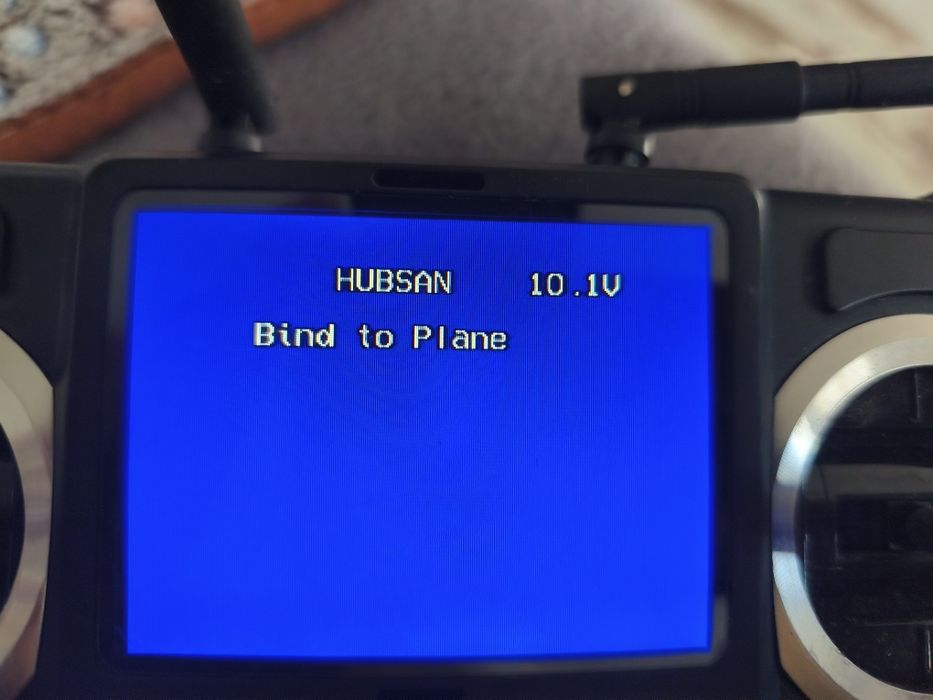 HUBSAN 10.1V
Bind to Plane